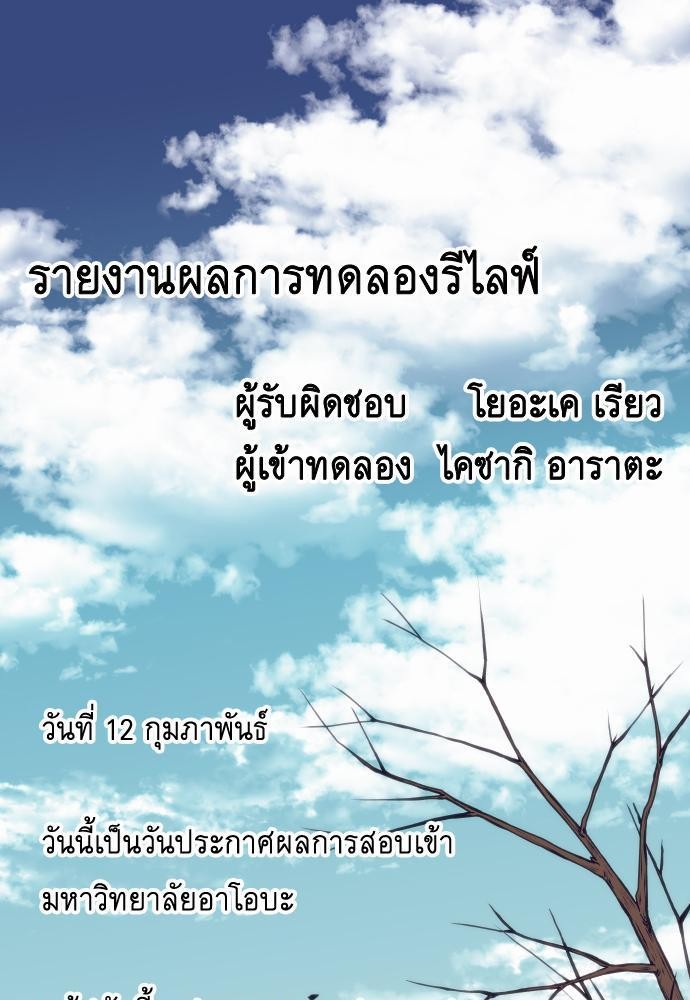 รายงานผลการทดลองรีไลฟ์
ผู้รับผิดชอบ โยอะเค เรียว
ผู้เข้าทดลอง ไคซากิ อาราตะ
วันที่ 12 กุมภาพันธ์
วันนี้เป็นวันประกาศผลการสอบเข้า
มหาวิทยาลัยอาโอบะ